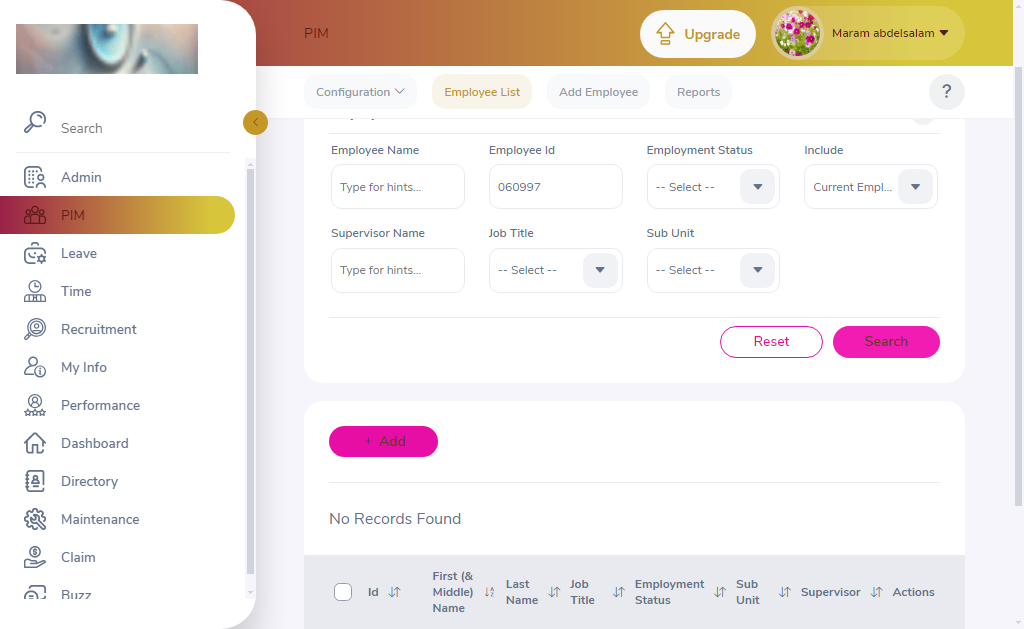 PIM
Upgrade
Maram abdelsalam
Configuration
Employee List
Add Employee
Reports
?
Search
Admin
PIM
Leave
Time
Recruitment
My Info
Performance
Dashboard
Directory
Maintenance
Claim
Buzz
Employee Name
Employee Id
Employment Status
Include
Type for hints...
060997
-- Select --
Current Empl...
Supervisor Name
Job Title
Sub Unit
Type for hints...
-- Select --
-- Select --
Reset
Search
+ Add
No Records Found
Id
First (& Middle) Name
Last Name
Job Title
Employment Status
Sub Unit
Supervisor
Actions